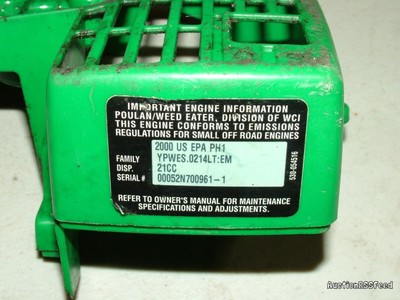 IMPORTANT ENGINE INFORMATION
POULAN/WEED EATER, DIVISION OF WCI
THIS ENGINE CONFORMS TO EMISSIONS
REGULATIONS FOR SMALL OFF ROAD ENGINES
2000 US EPA PH1
FAMILY YPWES.0214LT:EM
DISP. 21CC
SERIAL# 00052N700961-1
530-054516
REFER TO OWNER'S MANUAL FOR MAINTENANCE
SPECIFICATIONS AND ADJUSTMENTS.
AuctionRSSFeed